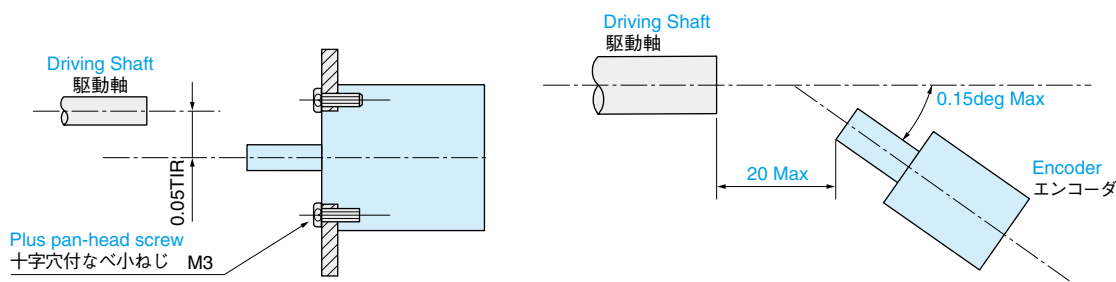 Driving Shaft
駆動軸
0.05TIR
Plus pan-head screw
十字穴付なべ小ねじ M3
Driving Shaft
駆動軸
0.15deg Max
20 Max
Encoder
エンコーダ